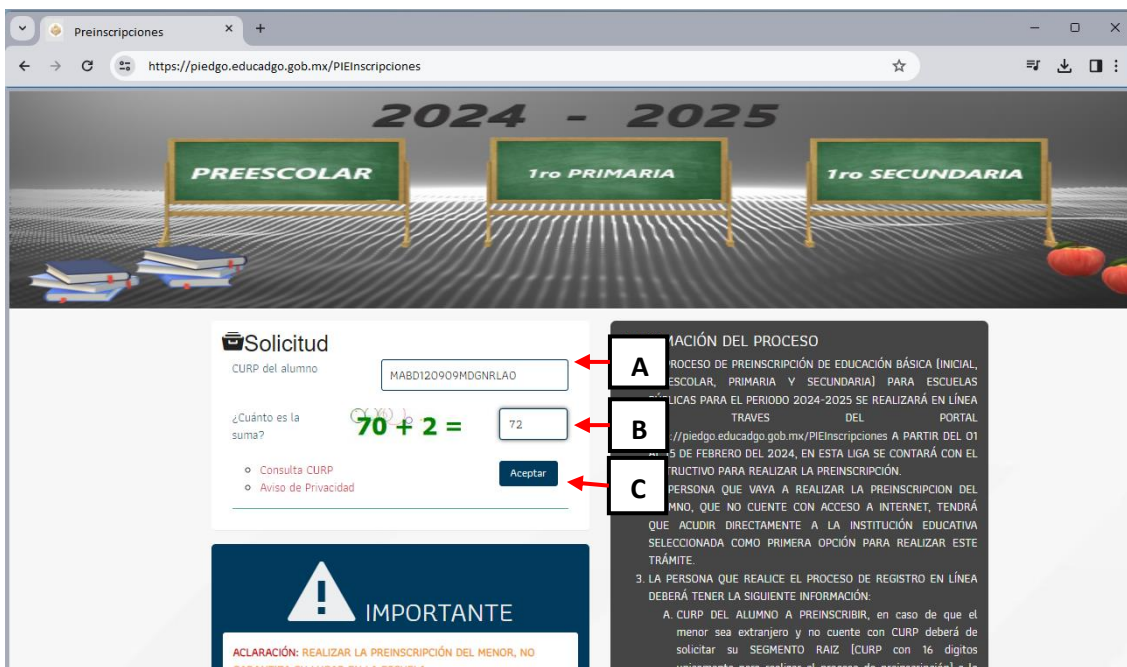 Preinscripciones
https://piedgo.educadgo.gob.mx/PIEInscripciones
2024 - 2025
PREESCOLAR
1ro PRIMARIA
1ro SECUNDARIA
Solicitud
CURP del alumno
MABD120909MDGNRLA0
¿Cuánto es la
suma?
70 + 2 =
72
Consulta CURP
Aviso de Privacidad
Aceptar
A
B
C
IMPORTANTE
ACLARACIÓN: REALIZAR LA PREINSCRIPCIÓN DEL MENOR, NO
MACIÓN DEL PROCESO
PROCESO DE PREINSCRIPCIÓN DE EDUCACIÓN BÁSICA (INICIAL,
ESCOLAR, PRIMARIA Y SECUNDARIA) PARA ESCUELAS
BLICAS PARA EL PERIODO 2024-2025 SE REALIZARÁ EN LÍNEA
TRAVES DEL PORTAL
://piedgo.educadgo.gob.mx/PIEInscripciones A PARTIR DEL 01
5 DE FEBRERO DEL 2024, EN ESTA LIGA SE CONTARÁ CON EL
TRUCTIVO PARA REALIZAR LA PREINSCRIPCIÓN.
PERSONA QUE VAYA A REALIZAR LA PREINSCRIPCION DEL
MNO, QUE NO CUENTE CON ACCESO A INTERNET, TENDRÁ
QUE ACUDIR DIRECTAMENTE A LA INSTITUCIÓN EDUCATIVA
SELECCIONADA COMO PRIMERA OPCIÓN PARA REALIZAR ESTE
TRÁMITE.
3. LA PERSONA QUE REALICE EL PROCESO DE REGISTRO EN LÍNEA
DEBERÁ TENER LA SIGUIENTE INFORMACIÓN:
A. CURP DEL ALUMNO A PREINSCRIBIR, en caso de que el
menor sea extranjero y no cuente con CURP deberá de
solicitar su SEGMENTO RAIZ [CURP con 16 digitos